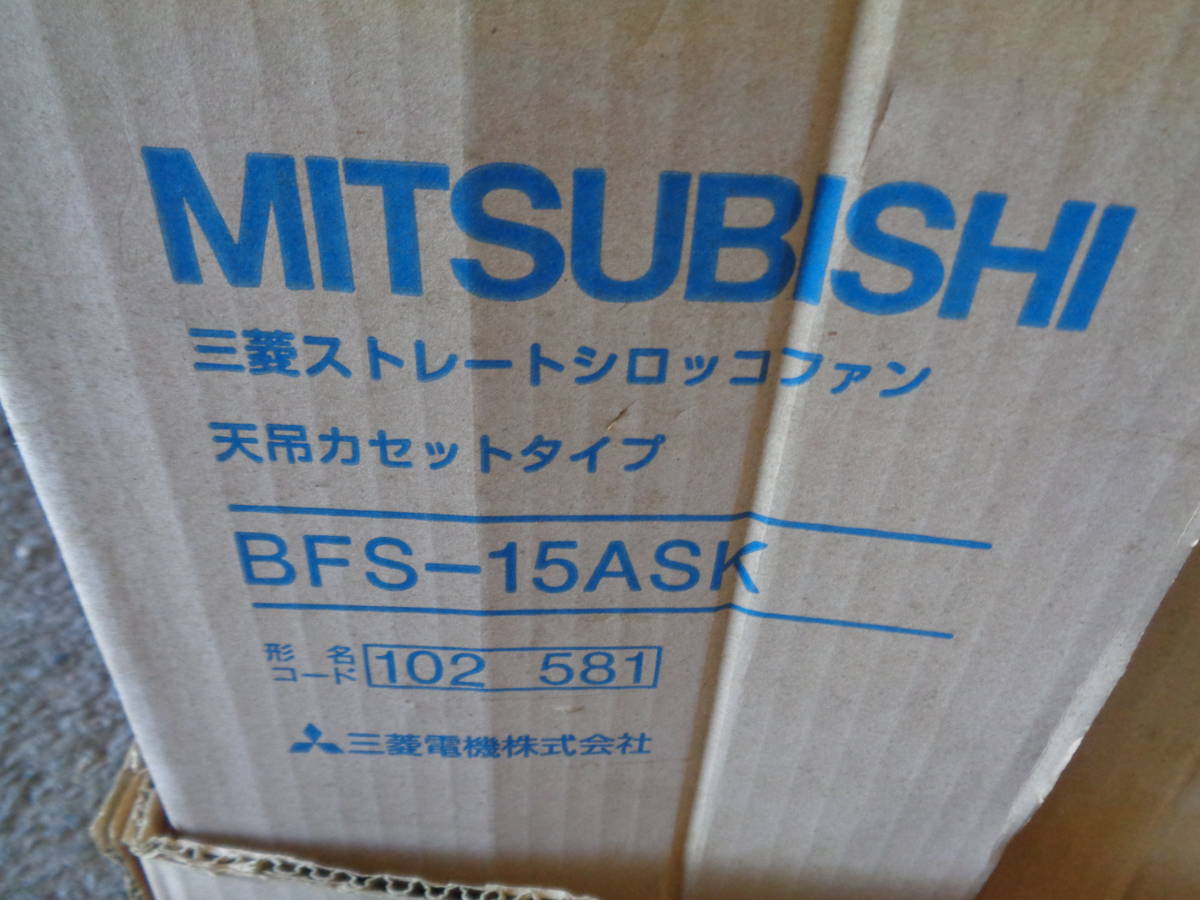 MITSUBISHI
三菱ストレートシロッコファン
天吊カセットタイプ
BFS-15ASK
形名コード 102 581
三菱電機株式会社